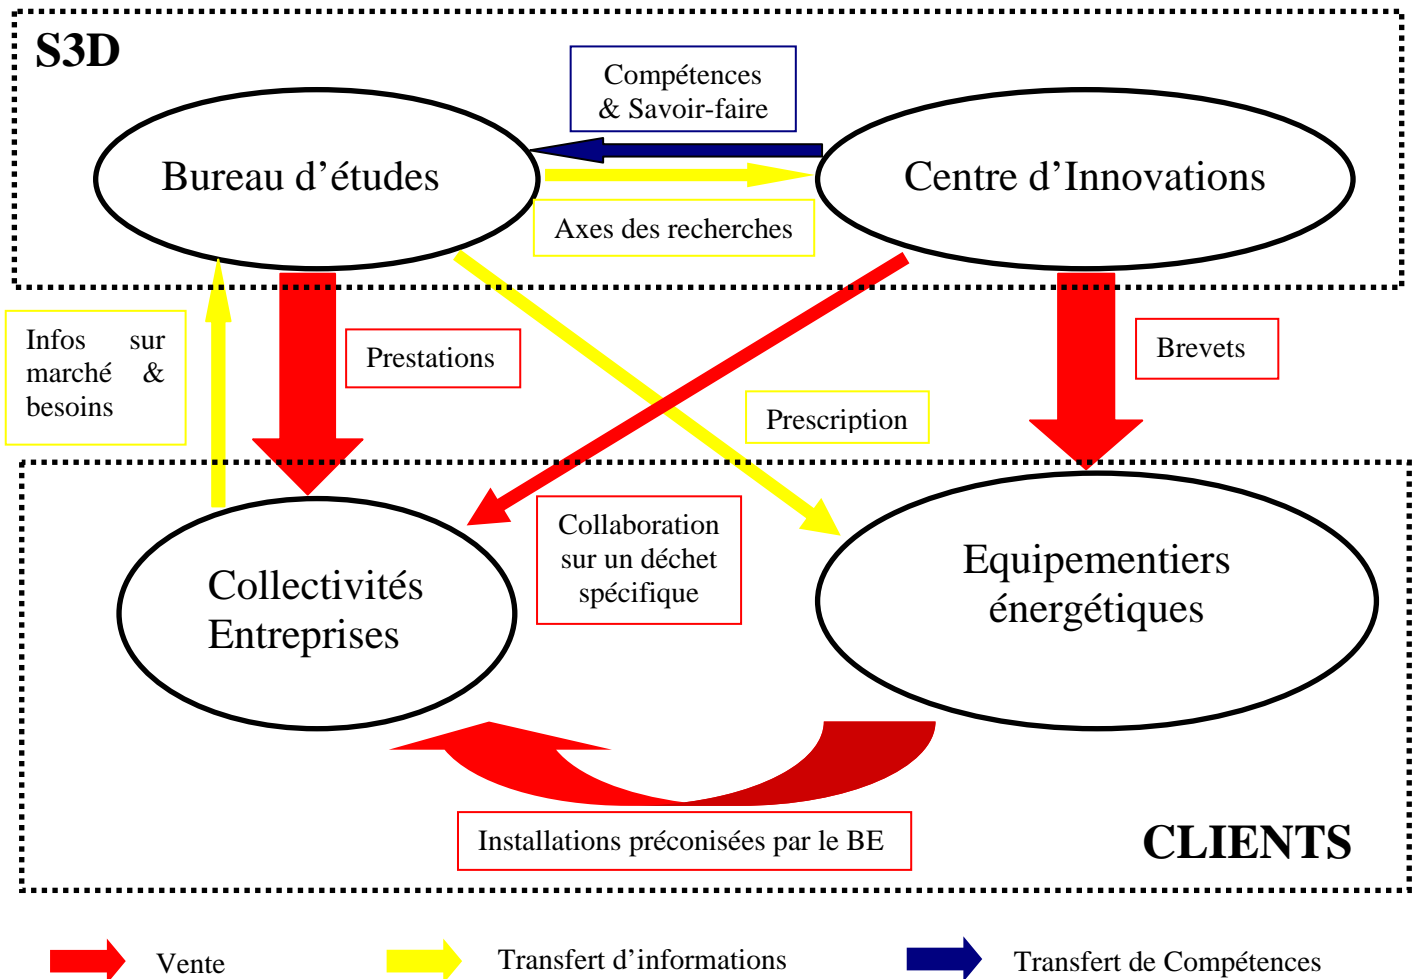 S3D
Compétences
& Savoir-faire
Bureau d’études
Centre d’Innovations
Axes des recherches
Infos sur
marché &
besoins
Prestations
Brevets
Prescription
Collaboration
sur un déchet
spécifique
Collectivités
Entreprises
Equipementiers
énergétiques
Installations préconisées par le BE
CLIENTS
Vente
Transfert d’informations
Transfert de Compétences